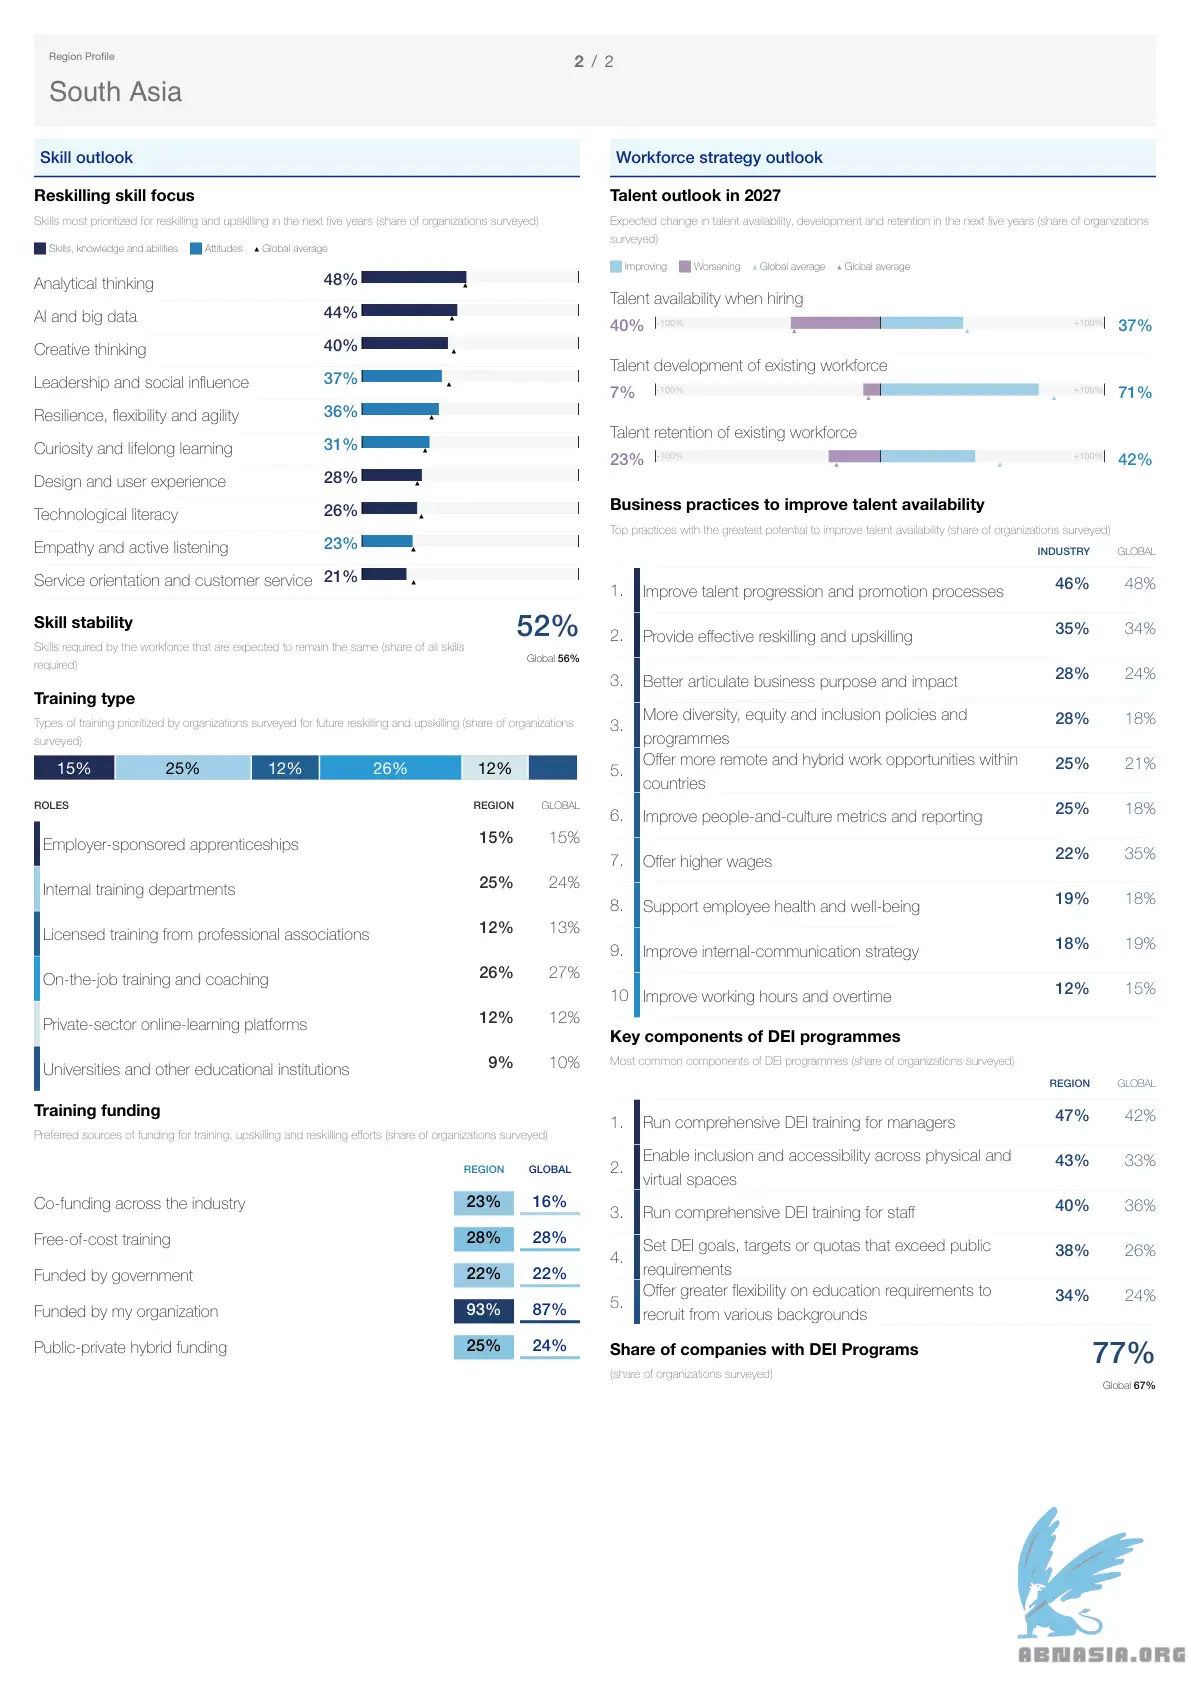 Region Profile
2 / 2
South Asia
Skill outlook
Reskilling skill focus
Skills most prioritized for reskilling and upskilling in the next five years (share of organizations surveyed)
Skills, knowledge and abilities Attitudes Global average
Analytical thinking 48%
AI and big data 44%
Creative thinking 40%
Leadership and social influence 37%
Resilience, flexibility and agility 36%
Curiosity and lifelong learning 31%
Design and user experience 28%
Technological literacy 26%
Empathy and active listening 23%
Service orientation and customer service 21%
Skill stability 52%
Skills required by the workforce that are expected to remain the same (share of all skills
required)
Global 56%
Training type
Types of training prioritized by organizations surveyed for future reskilling and upskilling (share of organizations
surveyed)
15% 25% 12% 26% 12%
ROLES REGION GLOBAL
Employer-sponsored apprenticeships 15% 15%
Internal training departments 25% 24%
Licensed training from professional associations 12% 13%
On-the-job training and coaching 26% 27%
Private-sector online-learning platforms 12% 12%
Universities and other educational institutions 9% 10%
Training funding
Preferred sources of funding for training, upskilling and reskilling efforts (share of organizations surveyed)
REGION GLOBAL
Co-funding across the industry 23% 16%
Free-of-cost training 28% 28%
Funded by government 22% 22%
Funded by my organization 93% 87%
Public-private hybrid funding 25% 24%
Workforce strategy outlook
Talent outlook in 2027
Expected change in talent availability, development and retention in the next five years (share of organizations
surveyed)
Improving Worsening Global average Global average
Talent availability when hiring
40% -100% +100% 37%
Talent development of existing workforce
7% -100% +100% 71%
Talent retention of existing workforce
23% -100% +100% 42%
Business practices to improve talent availability
Top practices with the greatest potential to improve talent availability (share of organizations surveyed)
INDUSTRY GLOBAL
1. Improve talent progression and promotion processes 46% 48%
2. Provide effective reskilling and upskilling 35% 34%
3. Better articulate business purpose and impact 28% 24%
3. More diversity, equity and inclusion policies and
programmes 28% 18%
5. Offer more remote and hybrid work opportunities within
countries 25% 21%
6. Improve people-and-culture metrics and reporting 25% 18%
7. Offer higher wages 22% 35%
8. Support employee health and well-being 19% 18%
9. Improve internal-communication strategy 18% 19%
10 Improve working hours and overtime 12% 15%
Key components of DEI programmes
Most common components of DEI programmes (share of organizations surveyed)
REGION GLOBAL
1. Run comprehensive DEI training for managers 47% 42%
2. Enable inclusion and accessibility across physical and
virtual spaces 43% 33%
3. Run comprehensive DEI training for staff 40% 36%
4. Set DEI goals, targets or quotas that exceed public
requirements 38% 26%
5. Offer greater flexibility on education requirements to
recruit from various backgrounds 34% 24%
Share of companies with DEI Programs 77%
(share of organizations surveyed)
Global 67%
ABNASIA.ORG